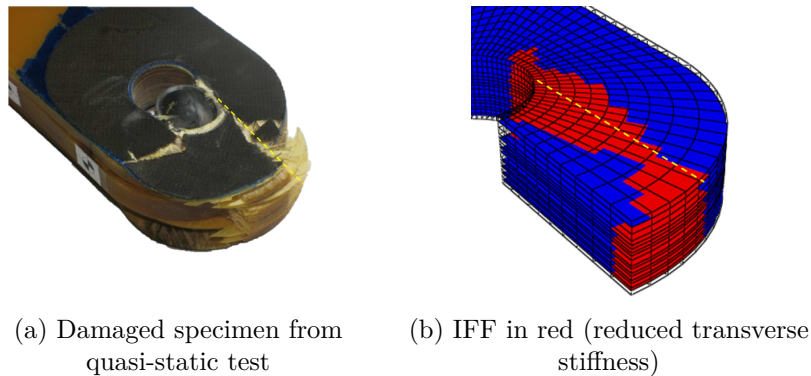 (a) Damaged specimen from
quasi-static test
(b) IFF in red (reduced transverse
stiffness)